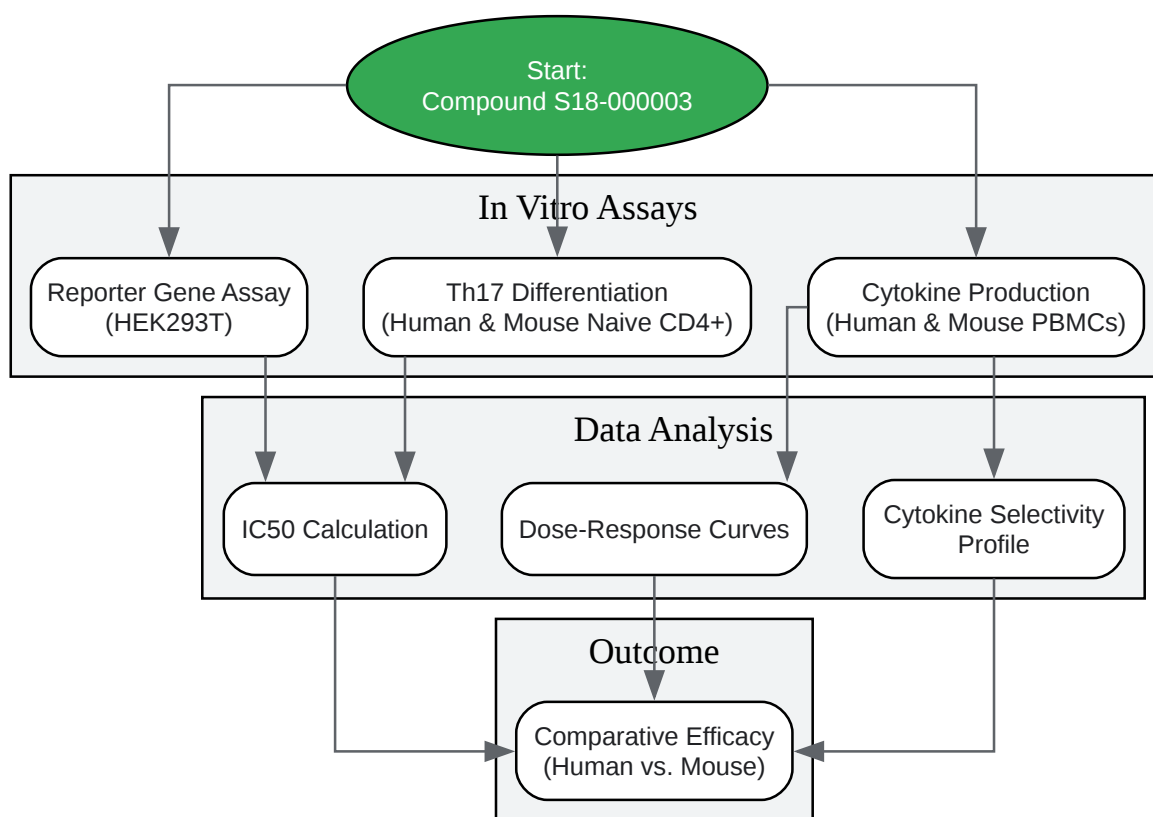 Start:
Compound S18-000003
In Vitro Assays
Reporter Gene Assay
(HEK293T)
Th17 Differentiation
(Human & Mouse Naive CD4+)
Cytokine Production
(Human & Mouse PBMCs)
Data Analysis
IC50 Calculation
Dose-Response Curves
Cytokine Selectivity
Profile
Outcome
Comparative Efficacy
(Human vs. Mouse)